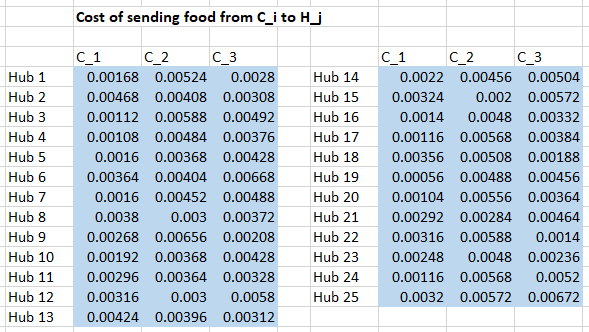 Cost of sending food from C_i to H_j
C_1 C_2 C_3 C_1 C_2 C_3
Hub 1 0.00168 0.00524 0.0028 Hub 14 0.0022 0.00456 0.00504
Hub 2 0.00468 0.00408 0.00308 Hub 15 0.00324 0.002 0.00572
Hub 3 0.00112 0.00588 0.00492 Hub 16 0.0014 0.0048 0.00332
Hub 4 0.00108 0.00484 0.00376 Hub 17 0.00116 0.00568 0.00384
Hub 5 0.0016 0.00368 0.00428 Hub 18 0.00356 0.00508 0.00188
Hub 6 0.00364 0.00404 0.00668 Hub 19 0.00056 0.00488 0.00456
Hub 7 0.0016 0.00452 0.00488 Hub 20 0.00104 0.00556 0.00364
Hub 8 0.0038 0.003 0.00372 Hub 21 0.00292 0.00284 0.00464
Hub 9 0.00268 0.00656 0.00208 Hub 22 0.00316 0.00588 0.0014
Hub 10 0.00192 0.00368 0.00428 Hub 23 0.00248 0.0048 0.00236
Hub 11 0.00296 0.00364 0.00328 Hub 24 0.00116 0.00568 0.0052
Hub 12 0.00316 0.003 0.0058 Hub 25 0.0032 0.00572 0.00672
Hub 13 0.00424 0.00396 0.00312